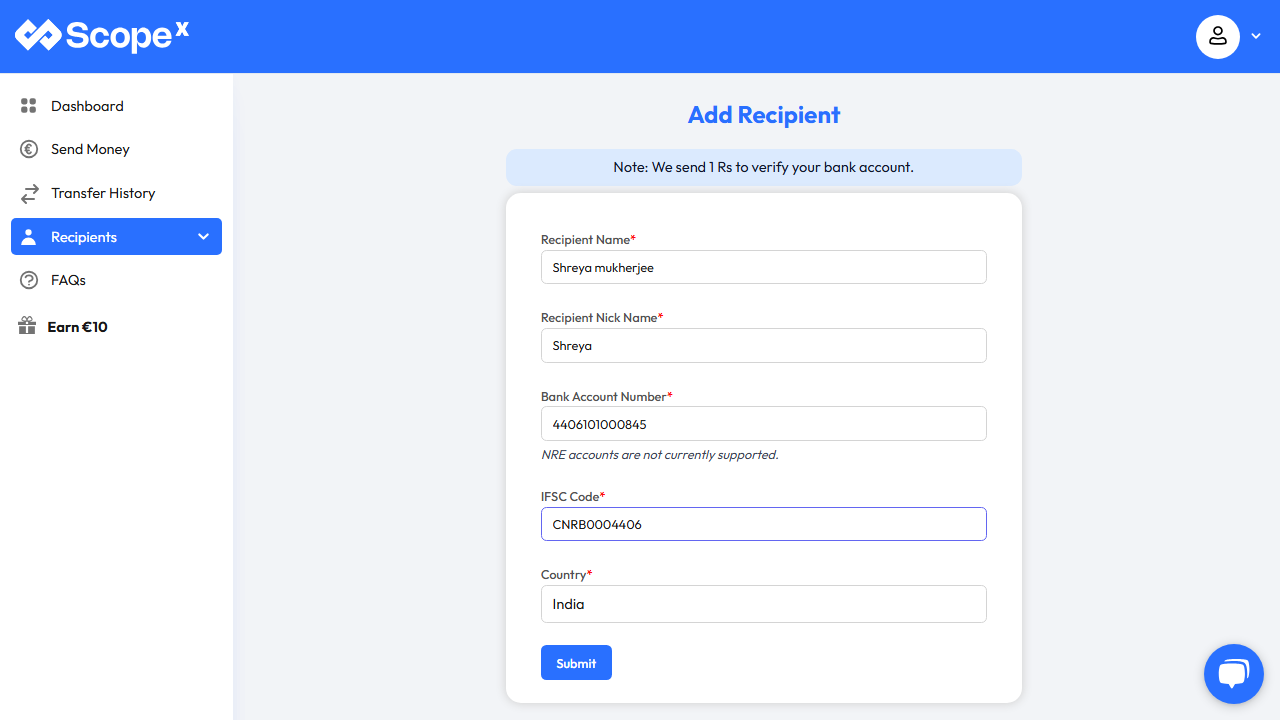 Scope X
Dashboard
Send Money
Transfer History
Recipients
FAQs
Earn €10
Add Recipient
Note: We send 1 Rs to verify your bank account.
Recipient Name*
Shreya mukherjee
Recipient Nick Name*
Shreya
Bank Account Number*
4406101000845
NRE accounts are not currently supported.
IFSC Code*
CNRB0004406
Country*
India
Submit